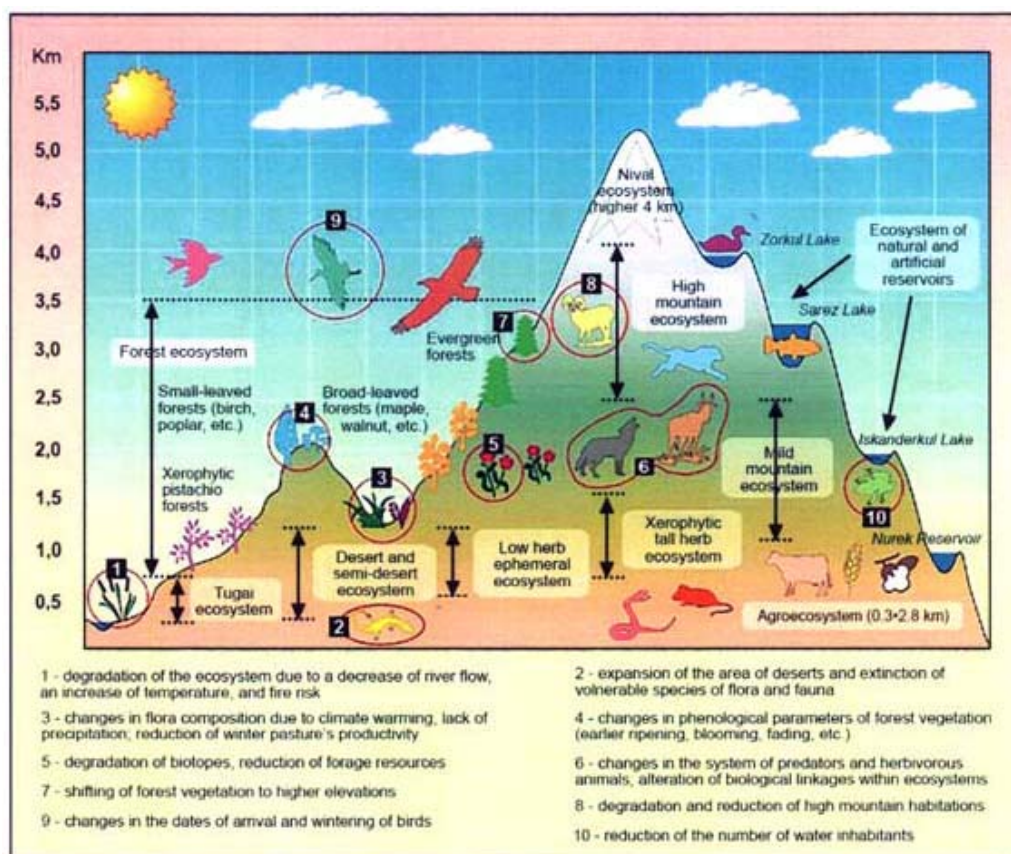 Km
5,5
5,0
4,5
4,0
3,5
3,0
2,5
2,0
1,5
1,0
0,5
Nival
ecosystem
(higher 4 km)
9
Zorkul Lake
Ecosystem of
natural and
artificial
reservoirs
8
High
mountain
ecosystem
Sarez Lake
7
Evergreen
forests
Forest ecosystem
Small-leaved
forests (birch,
poplar, etc.)
Broad-leaved
forests (maple,
walnut, etc.)
4
5
6
Mild
mountain
ecosystem
Iskanderkul Lake
Xerophytic
pistachio
forests
3
10
Nurek Reservoir
1
Tugai
ecosystem
Desert and
semi-desert
ecosystem
Low herb
ephemeral
ecosystem
Xerophytic
tall herb
ecosystem
2
Agroecosystem (0.3•2.8 km)
1 - degradation of the ecosystem due to a decrease of river flow,
an increase of temperature, and fire risk
3 - changes in flora composition due to climate warming, lack of
precipitation; reduction of winter pasture's productivity
5 - degradation of biotopes, reduction of forage resources
7 - shifting of forest vegetation to higher elevations
9 - changes in the dates of arrival and wintering of birds
2 - expansion of the area of deserts and extinction of
volnerable species of flora and fauna
4 - changes in phenological parameters of forest vegetation
(earlier ripening, blooming, fading, etc.)
6 - changes in the system of predators and herbivorous
animals, alteration of biological linkages within ecosystems
8 - degradation and reduction of high mountain habitations
10 - reduction of the number of water inhabitants